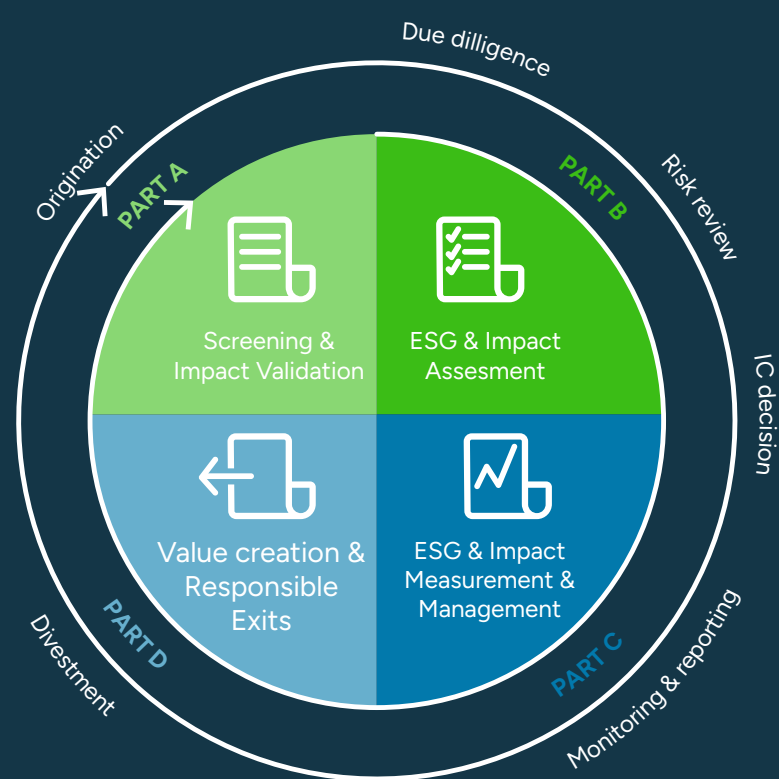 Due dilligence
Origination
PART A
PART B
Risk review
Screening &
Impact Validation
ESG & Impact
Assesment
IC decision
Value creation &
Responsible
Exits
ESG & Impact
Measurement &
Management
PART D
PART C
Divestment
Monitoring & reporting